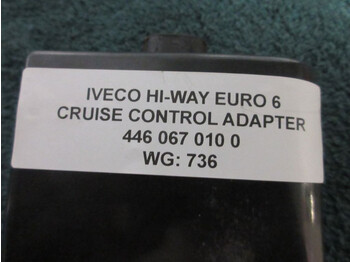 IVECO HI-WAY EURO 6
CRUISE CONTROL ADAPTER
446 067 010 0
WG: 736